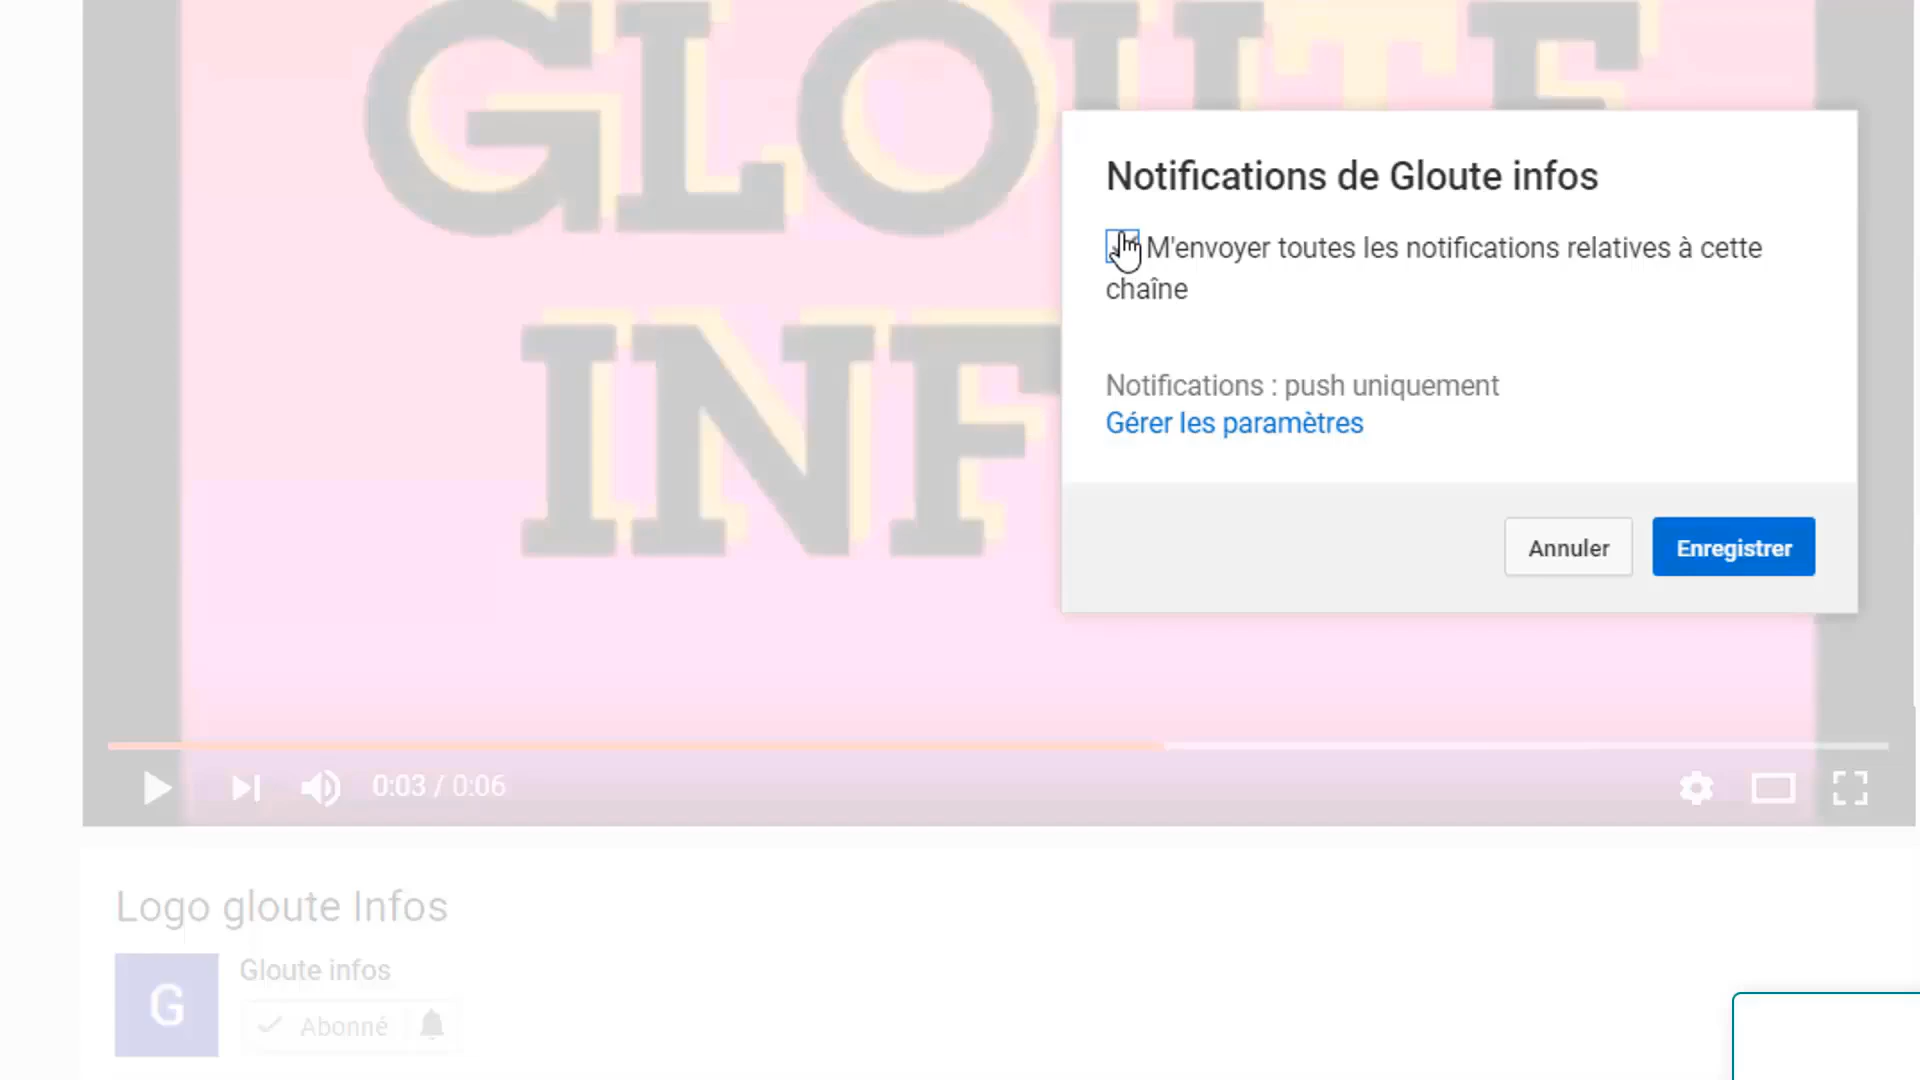 GLOUTE
INF
Notifications de Gloute infos
M'envoyer toutes les notifications relatives à cette
chaîne
Notifications : push uniquement
Gérer les paramètres
Annuler
Enregistrer
0:03 / 0:06
Logo gloute Infos
G
Gloute infos
Abonné